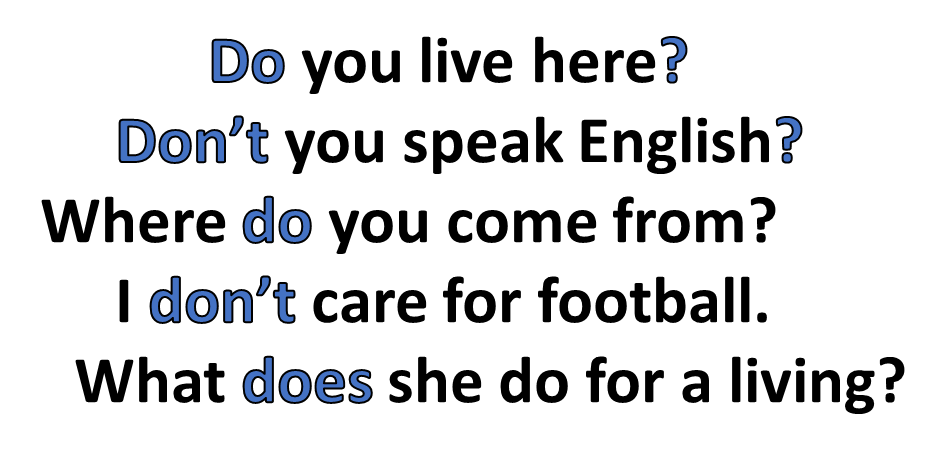 Do you live here?
Don’t you speak English?
Where do you come from?
I don’t care for football.
What does she do for a living?